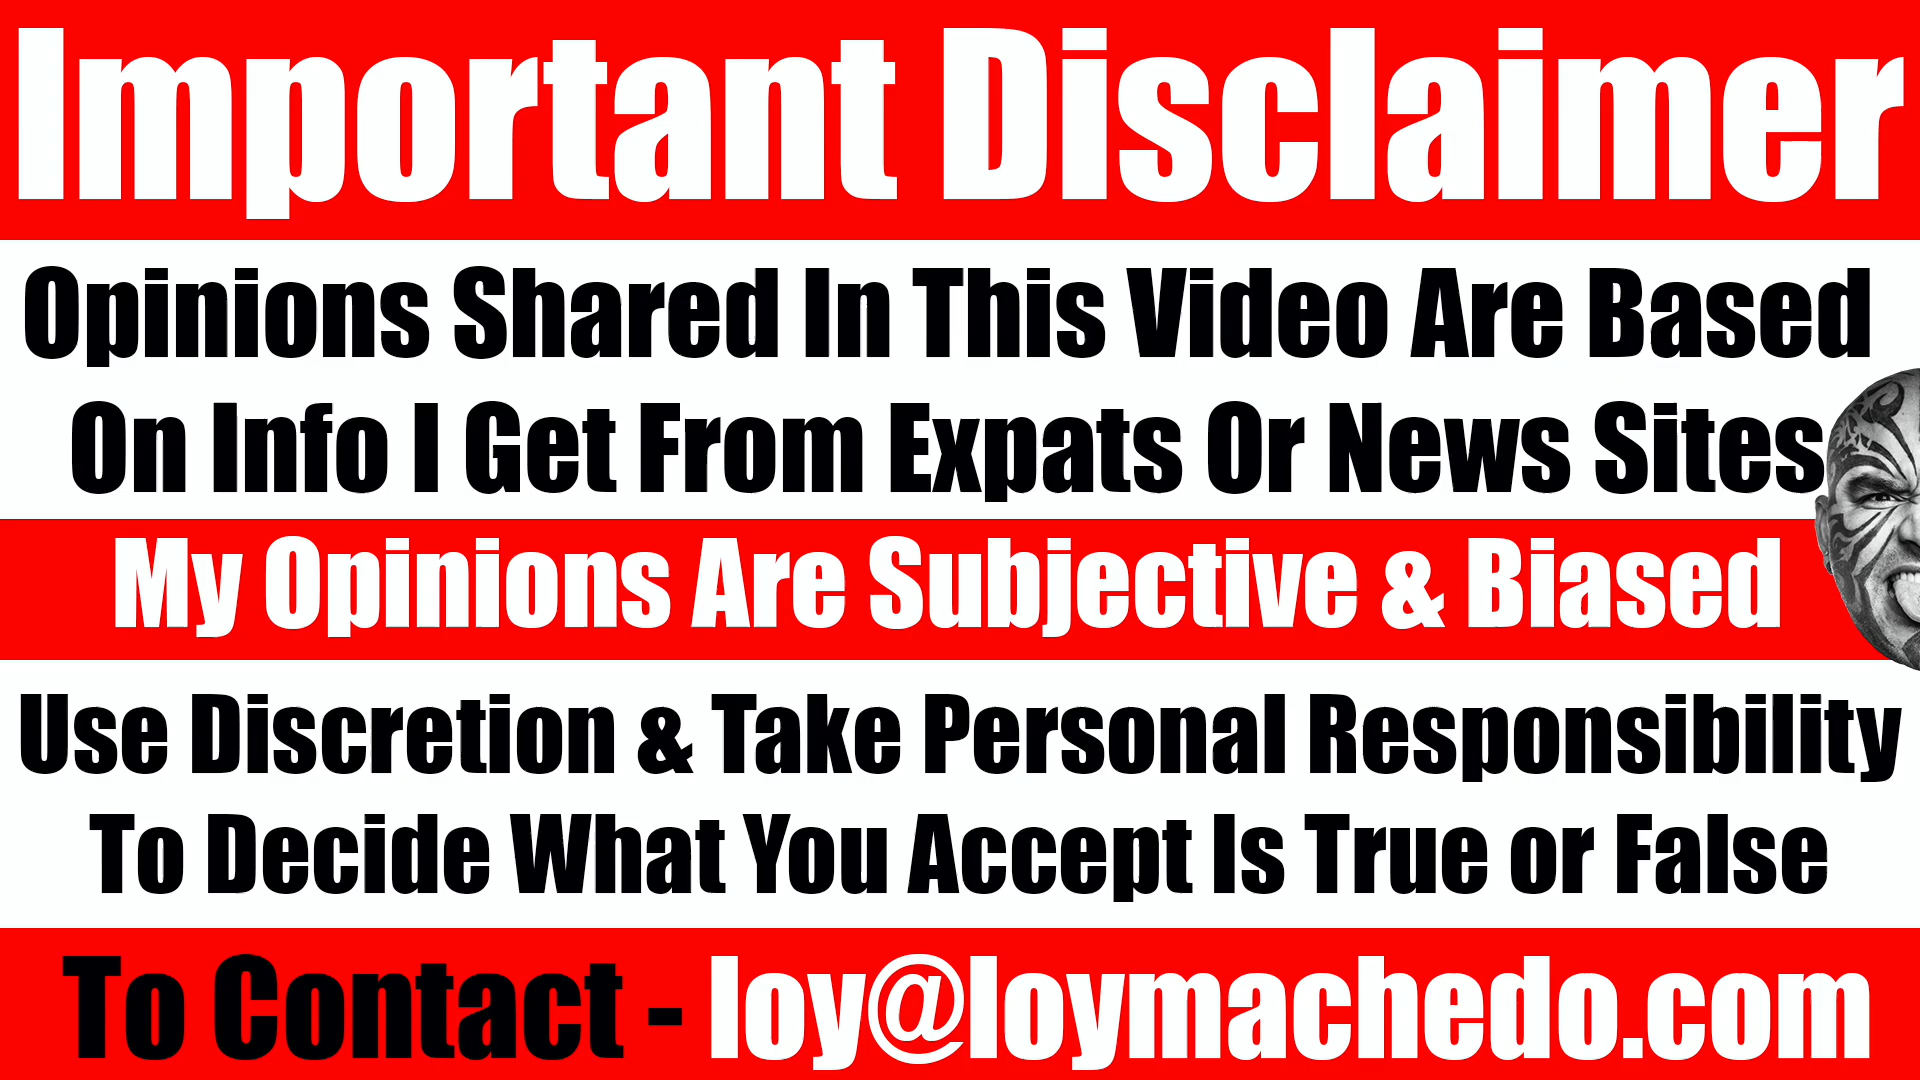 Important Disclaimer
Opinions Shared In This Video Are Based
On Info I Get From Expats Or News Sites
My Opinions Are Subjective & Biased
Use Discretion & Take Personal Responsibility
To Decide What You Accept Is True or False
To Contact - loy@loymachedo.com